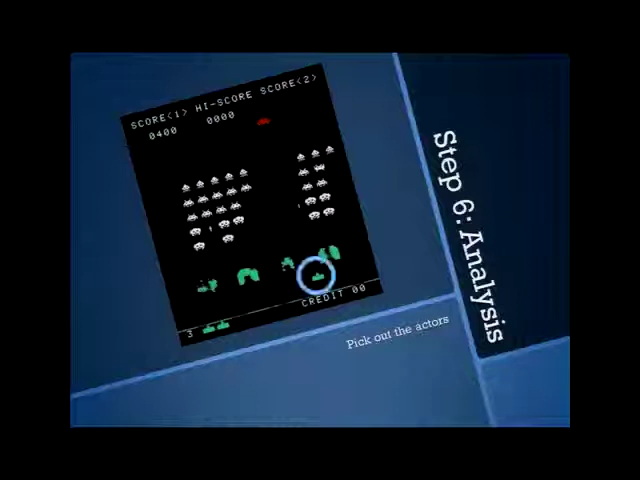 SCORE<1> HI-SCORE SCORE<2>
0400 0000
CREDIT 00
3
Step 6: Analysis
Pick out the actors